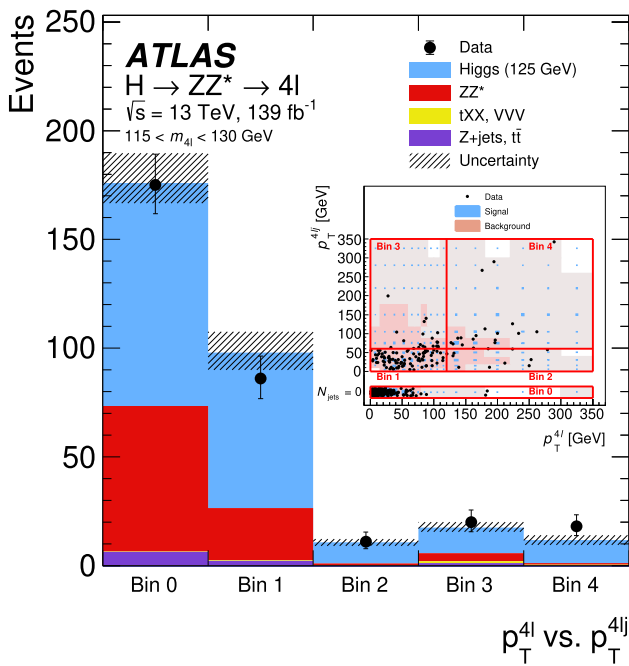 Events
250
200
150
100
50
0
ATLAS
H → ZZ* → 4l
√s = 13 TeV, 139 fb⁻¹
115 < m₄ₗ < 130 GeV
Data
Higgs (125 GeV)
ZZ*
tXX, VVV
Z+jets, tt̄
Uncertainty
Data
Signal
Background
p_T^4lj [GeV]
350
300
250
200
150
100
50
0
N_jets = 0
Bin 3
Bin 4
Bin 1
Bin 2
Bin 0
0 50 100 150 200 250 300 350
p_T^4l [GeV]
Bin 0 Bin 1 Bin 2 Bin 3 Bin 4
p_T^4l vs. p_T^4lj